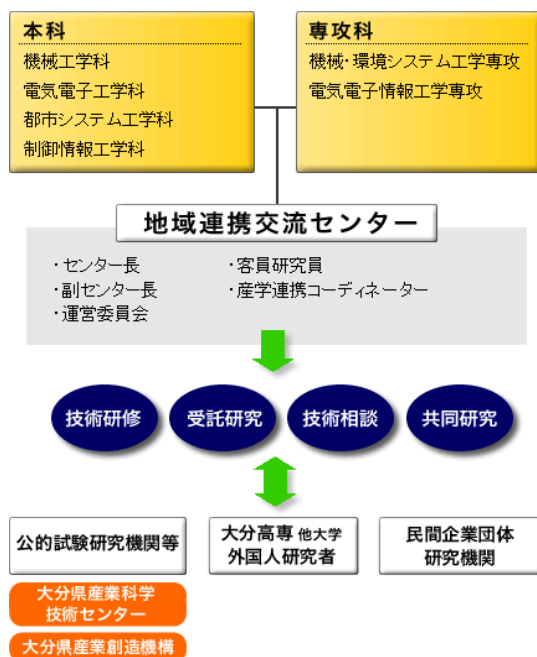 本科
機械工学科
電気電子工学科
都市システム工学科
制御情報工学科
専攻科
機械・環境システム工学専攻
電気電子情報工学専攻
地域連携交流センター
・センター長
・副センター長
・運営委員会
・客員研究員
・産学連携コーディネーター
技術研修
受託研究
技術相談
共同研究
公的試験研究機関等
大分高専 他大学
外国人研究者
民間企業団体
研究機関
大分県産業科学
技術センター
大分県産業創造機構